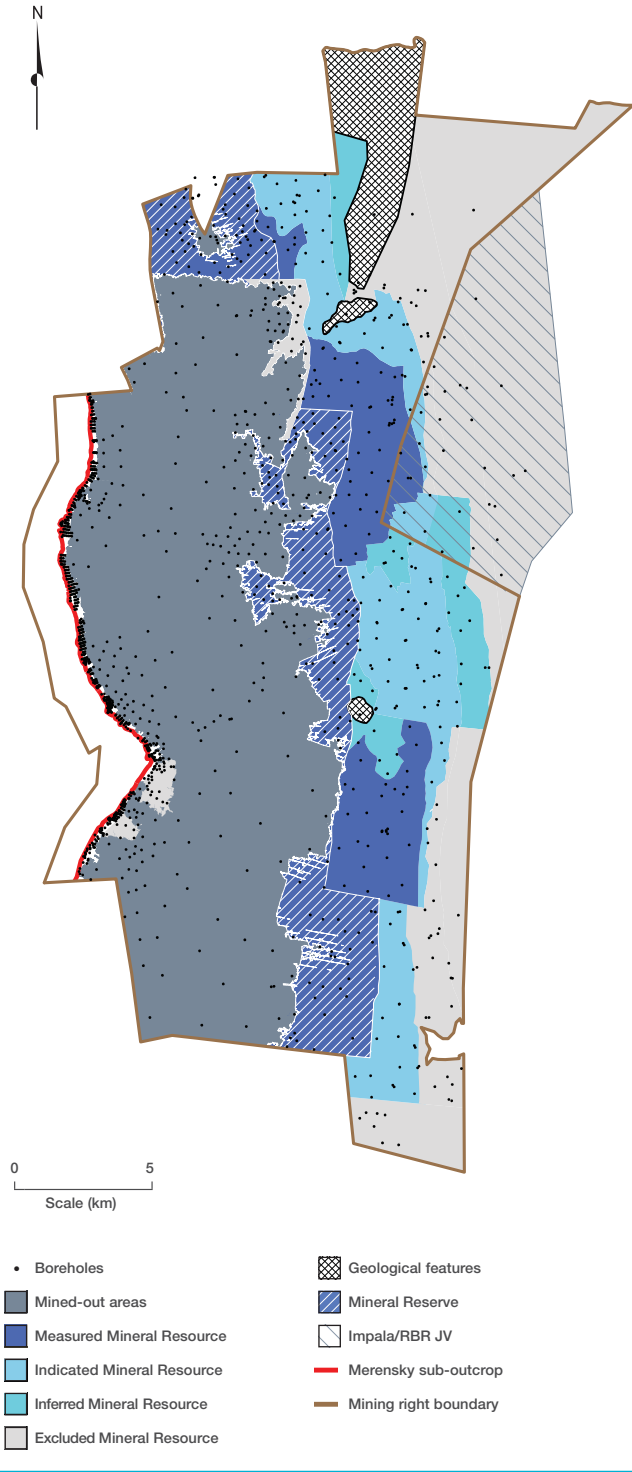 N
0 5
Scale (km)
Boreholes
Mined-out areas
Measured Mineral Resource
Indicated Mineral Resource
Inferred Mineral Resource
Excluded Mineral Resource
Geological features
Mineral Reserve
Impala/RBR JV
Merensky sub-outcrop
Mining right boundary